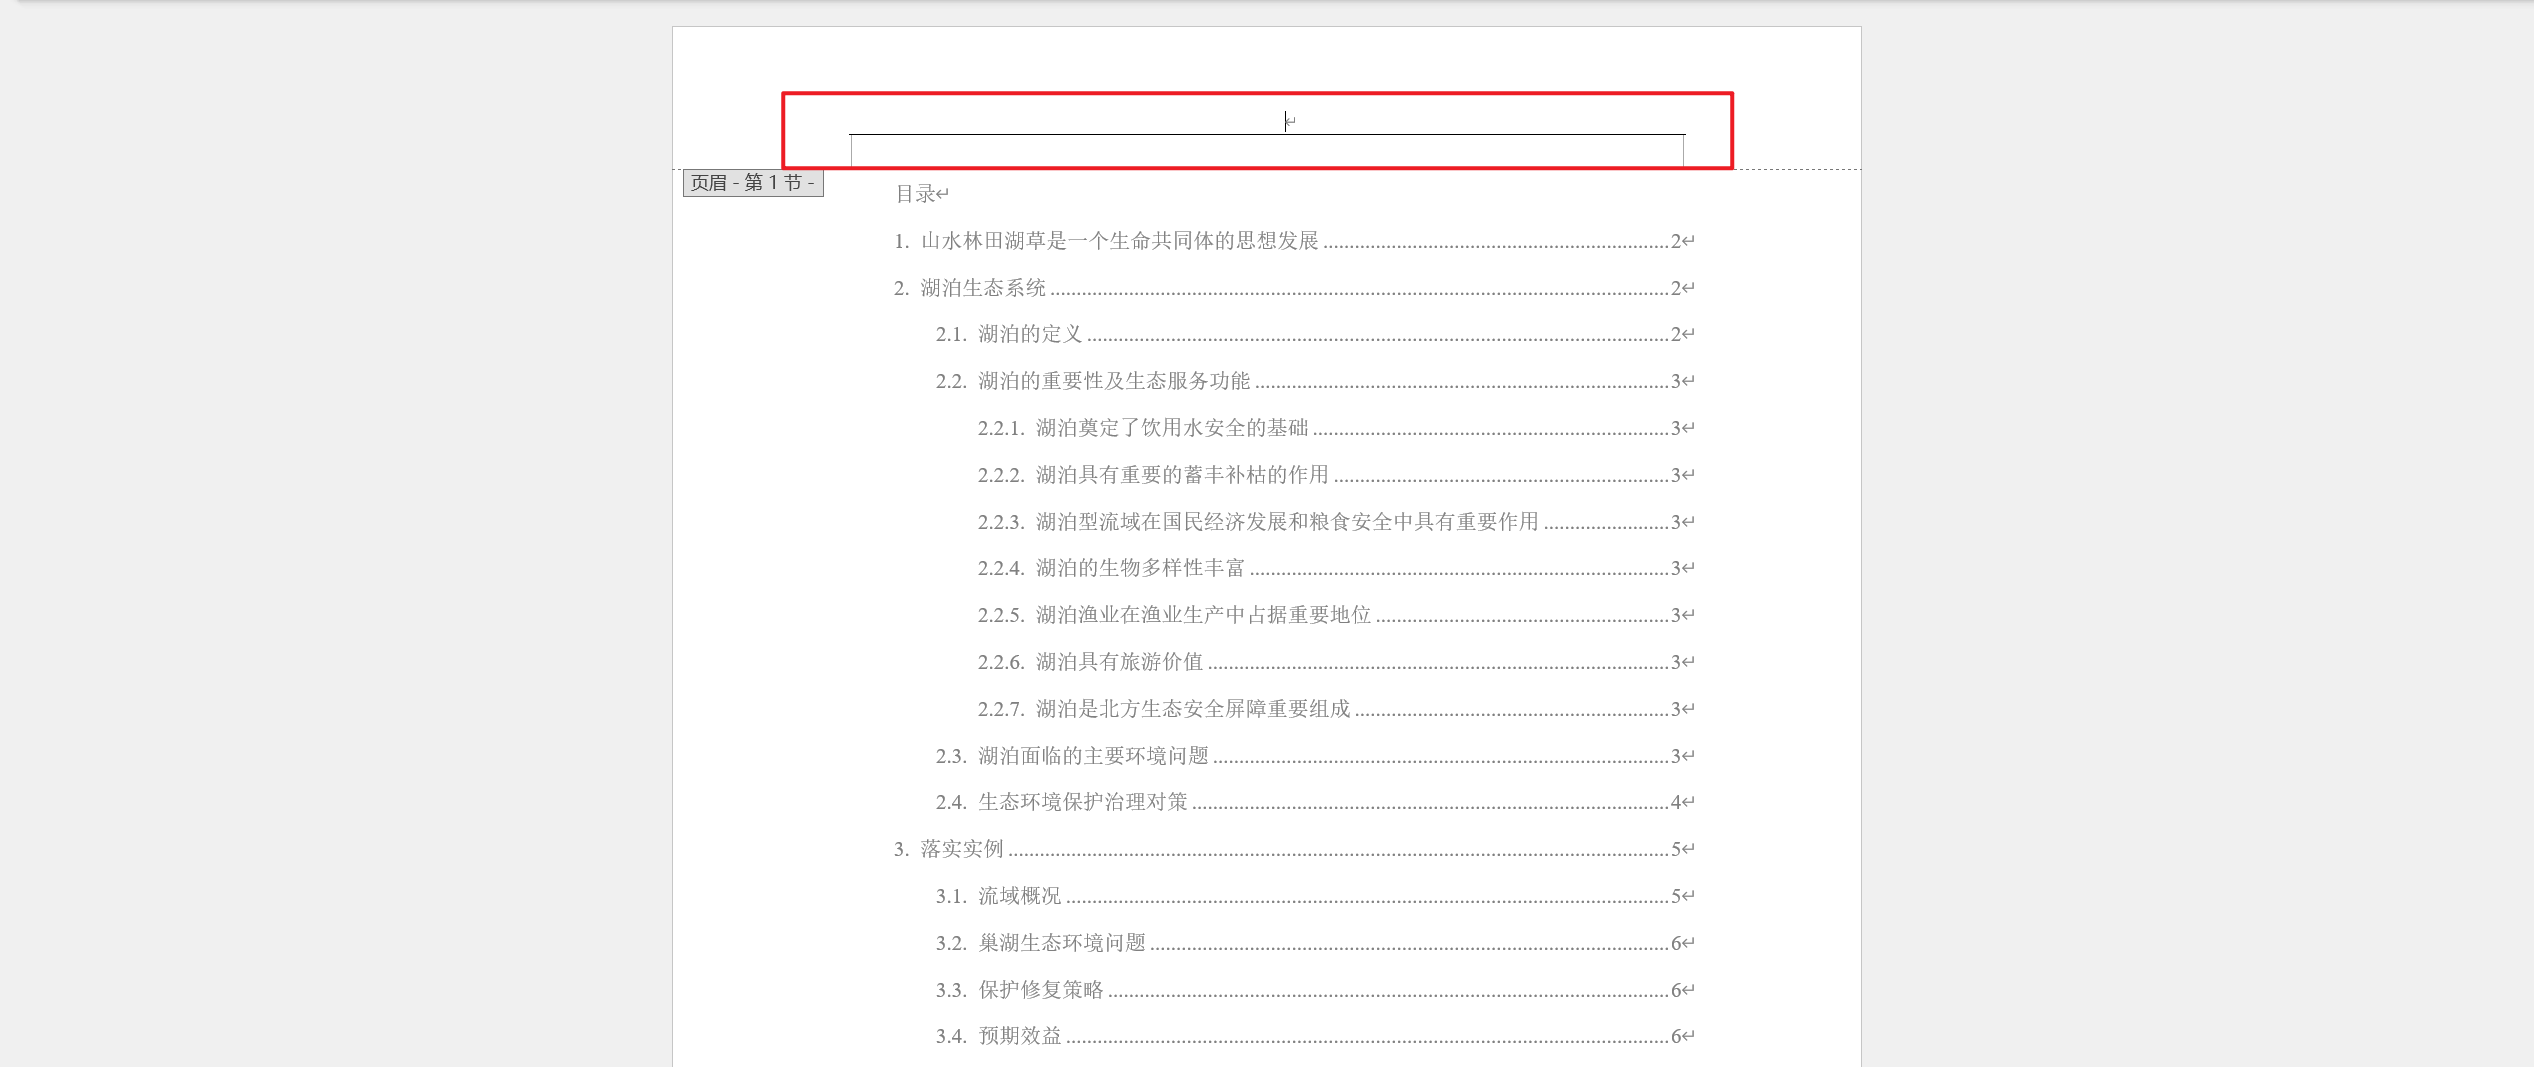 页眉 - 第 1 节 -
目录
1. 山水林田湖草是一个生命共同体的思想发展........2
2. 湖泊生态系统........2
2.1. 湖泊的定义........2
2.2. 湖泊的重要性及生态服务功能........3
2.2.1. 湖泊奠定了饮用水安全的基础........3
2.2.2. 湖泊具有重要的蓄丰补枯的作用........3
2.2.3. 湖泊型流域在国民经济发展和粮食安全中具有重要作用........3
2.2.4. 湖泊的生物多样性丰富........3
2.2.5. 湖泊渔业在渔业生产中占据重要地位........3
2.2.6. 湖泊具有旅游价值........3
2.2.7. 湖泊是北方生态安全屏障重要组成........3
2.3. 湖泊面临的主要环境问题........3
2.4. 生态环境保护治理对策........4
3. 落实实例........5
3.1. 流域概况........5
3.2. 巢湖生态环境问题........6
3.3. 保护修复策略........6
3.4. 预期效益........6